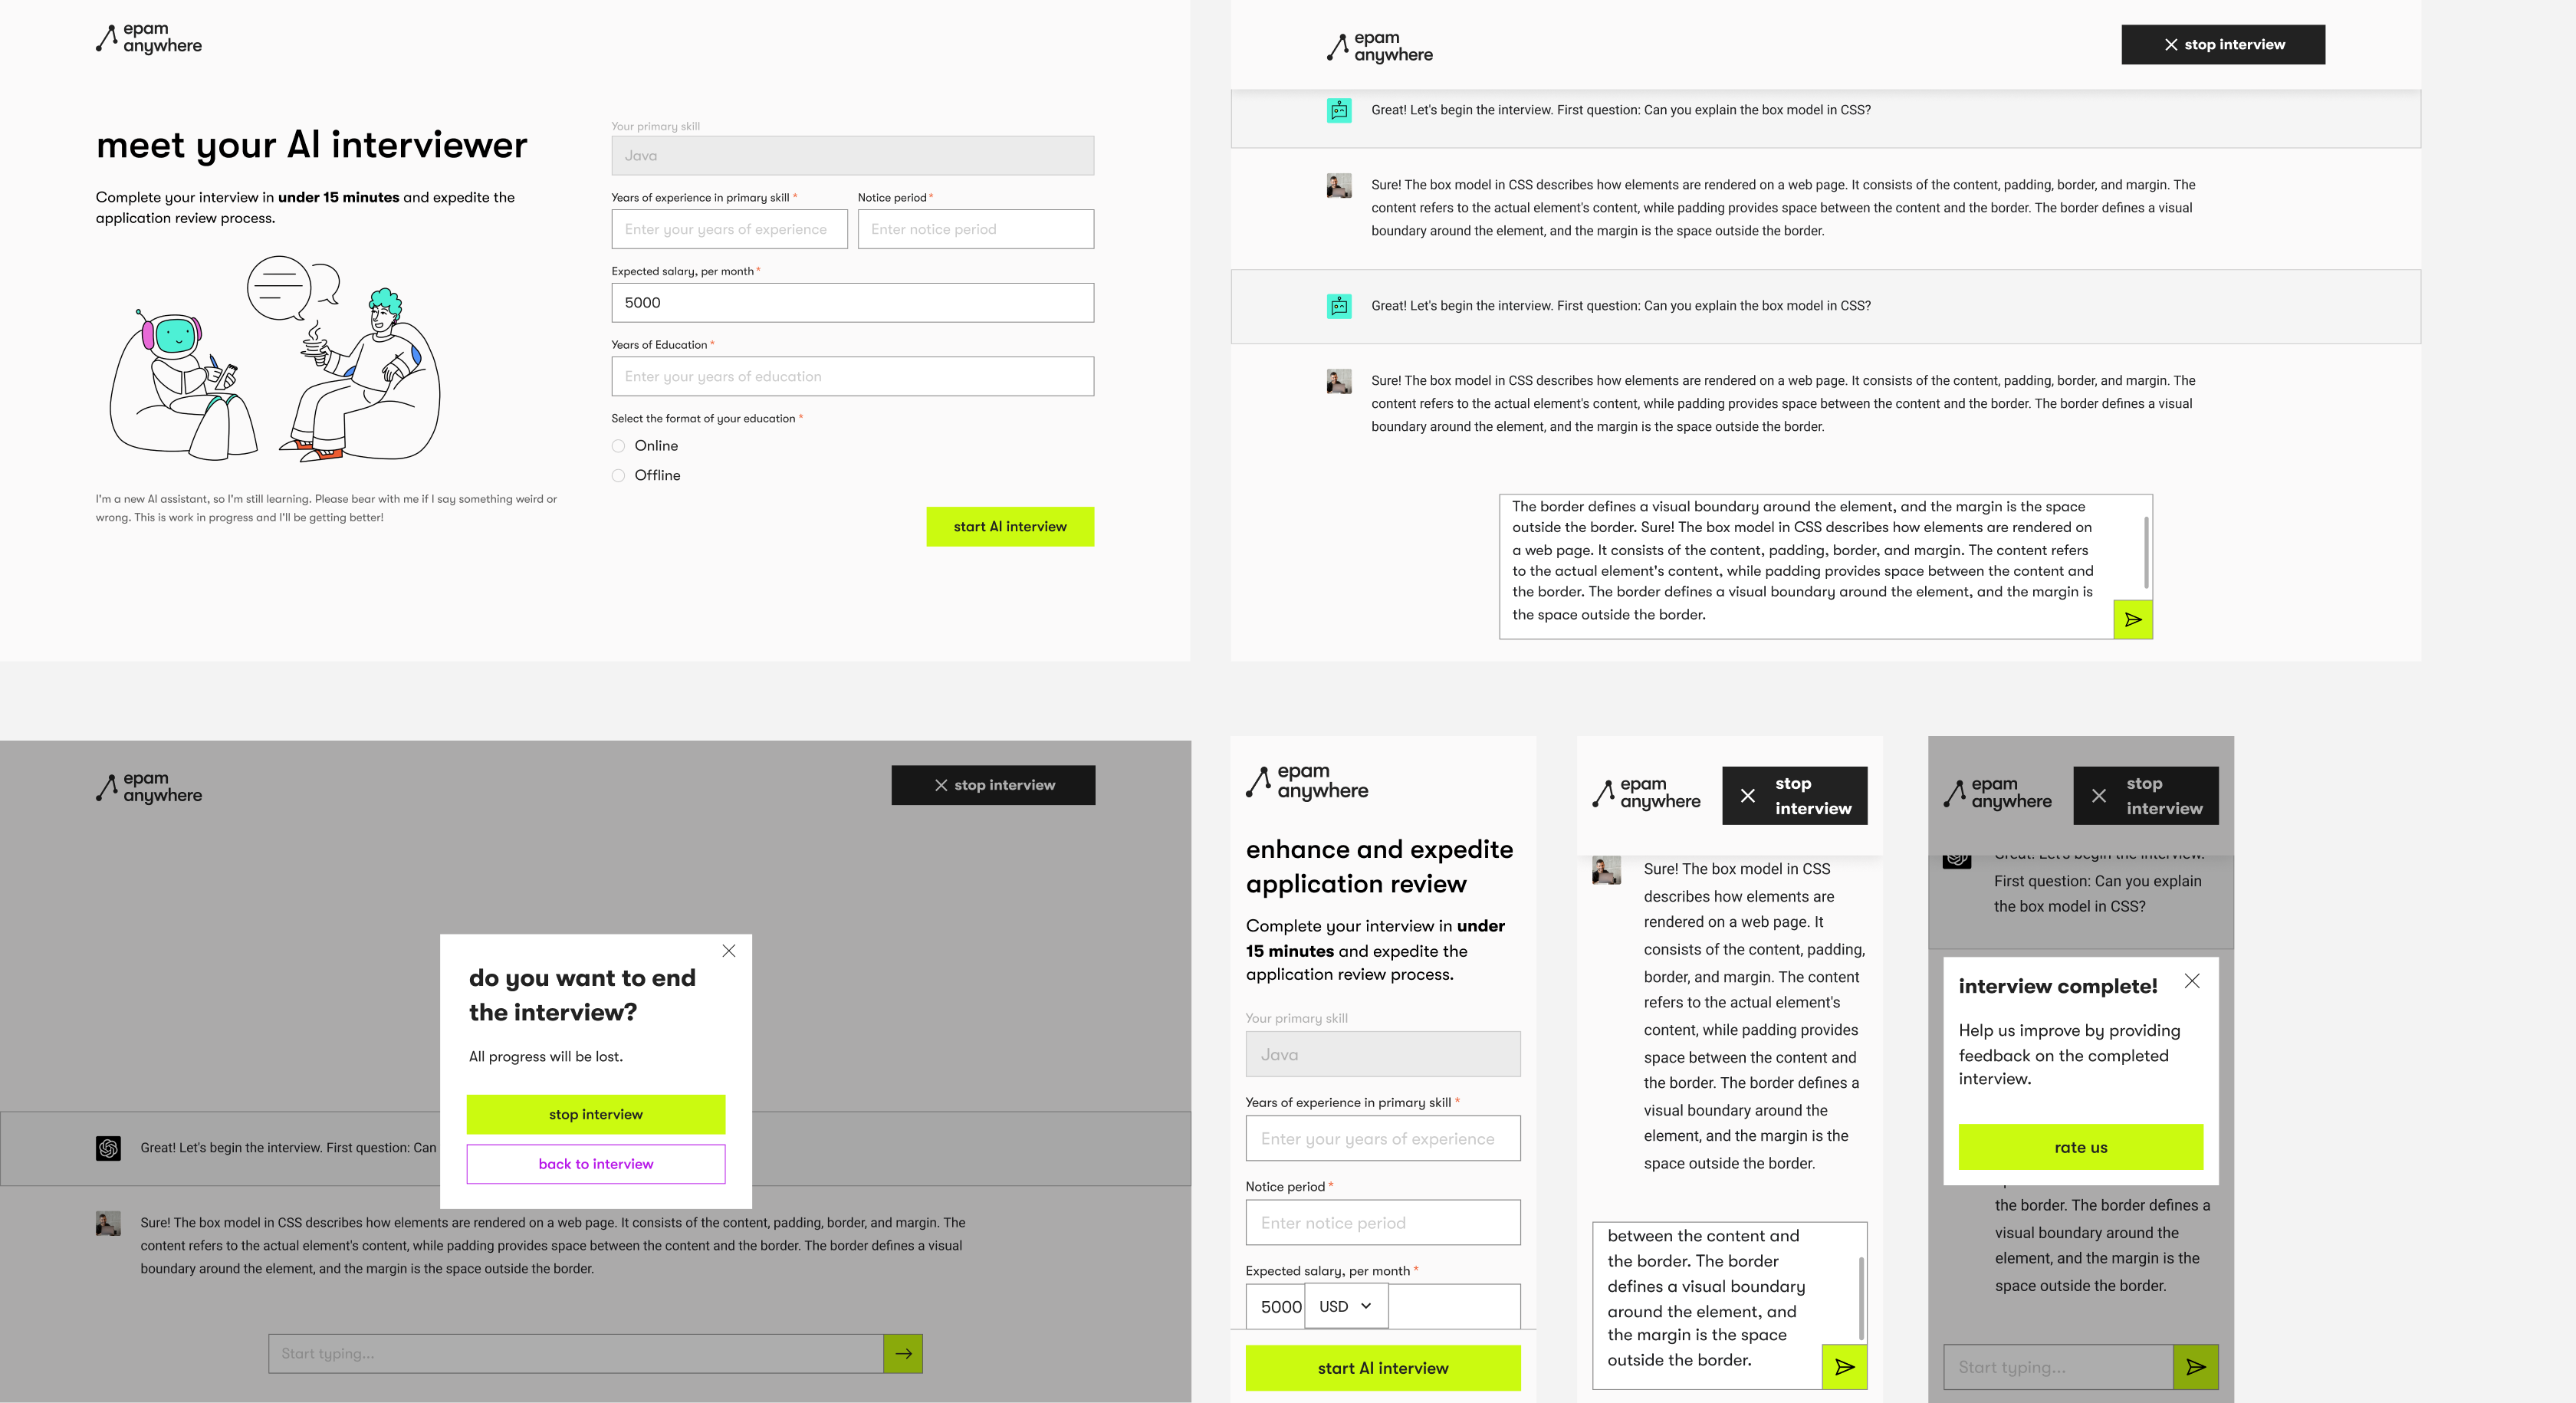 epam
anywhere
meet your AI interviewer
Complete your interview in under 15 minutes and expedite the
application review process.
I'm a new AI assistant, so I'm still learning. Please bear with me if I say something weird or
wrong. This is work in progress and I'll be getting better!
Your primary skill
Java
Years of experience in primary skill *
Notice period *
Enter your years of experience
Enter notice period
Expected salary, per month *
5000
Years of Education *
Enter your years of education
Select the format of your education *
Online
Offline
start AI interview
epam
anywhere
stop interview
Great! Let's begin the interview. First question: Can you explain the box model in CSS?
Sure! The box model in CSS describes how elements are rendered on a web page. It consists of the content, padding, border, and margin. The
content refers to the actual element's content, while padding provides space between the content and the border. The border defines a visual
boundary around the element, and the margin is the space outside the border.
Great! Let's begin the interview. First question: Can you explain the box model in CSS?
Sure! The box model in CSS describes how elements are rendered on a web page. It consists of the content, padding, border, and margin. The
content refers to the actual element's content, while padding provides space between the content and the border. The border defines a visual
boundary around the element, and the margin is the space outside the border.
The border defines a visual boundary around the element, and the margin is the space
outside the border. Sure! The box model in CSS describes how elements are rendered on
a web page. It consists of the content, padding, border, and margin. The content refers
to the actual element's content, while padding provides space between the content and
the border. The border defines a visual boundary around the element, and the margin is
the space outside the border.
epam
anywhere
stop interview
do you want to end
the interview?
All progress will be lost.
stop interview
back to interview
Great! Let's begin the interview. First question: Can
Sure! The box model in CSS describes how elements are rendered on a web page. It consists of the content, padding, border, and margin. The
content refers to the actual element's content, while padding provides space between the content and the border. The border defines a visual
boundary around the element, and the margin is the space outside the border.
Start typing...
epam
anywhere
enhance and expedite
application review
Complete your interview in under
15 minutes and expedite the
application review process.
Your primary skill
Java
Years of experience in primary skill *
Enter your years of experience
Notice period *
Enter notice period
Expected salary, per month *
5000
USD
start AI interview
epam
anywhere
stop
interview
Sure! The box model in CSS
describes how elements are
rendered on a web page. It
consists of the content, padding,
border, and margin. The content
refers to the actual element's
content, while padding provides
space between the content and
the border. The border defines a
visual boundary around the
element, and the margin is the
space outside the border.
between the content and
the border. The border
defines a visual boundary
around the element, and
the margin is the space
outside the border.
epam
anywhere
stop
interview
Great! Let's begin the interview.
First question: Can you explain
the box model in CSS?
interview complete!
Help us improve by providing
feedback on the completed
interview.
rate us
the border. The border defines a
visual boundary around the
element, and the margin is the
space outside the border.
Start typing...